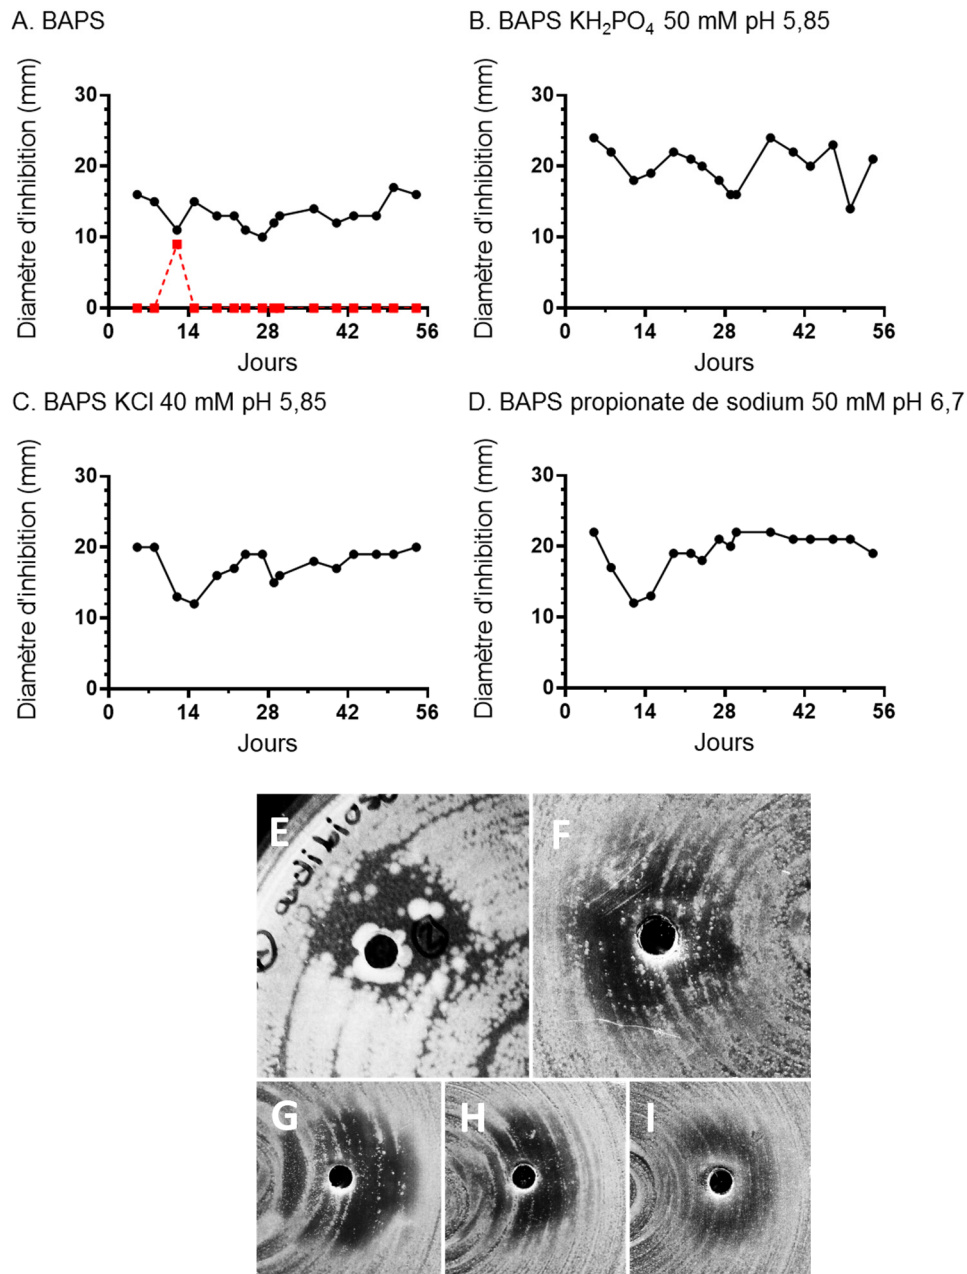 A. BAPS
B. BAPS KH₂PO₄ 50 mM pH 5,85
Diamètre d'inhibition (mm)
30
20
10
0
0 14 28 42 56
Jours
Diamètre d'inhibition (mm)
30
20
10
0
0 14 28 42 56
Jours
C. BAPS KCl 40 mM pH 5,85
D. BAPS propionate de sodium 50 mM pH 6,7
Diamètre d'inhibition (mm)
30
20
10
0
0 14 28 42 56
Jours
Diamètre d'inhibition (mm)
30
20
10
0
0 14 28 42 56
Jours
E
F
2
G
H
I